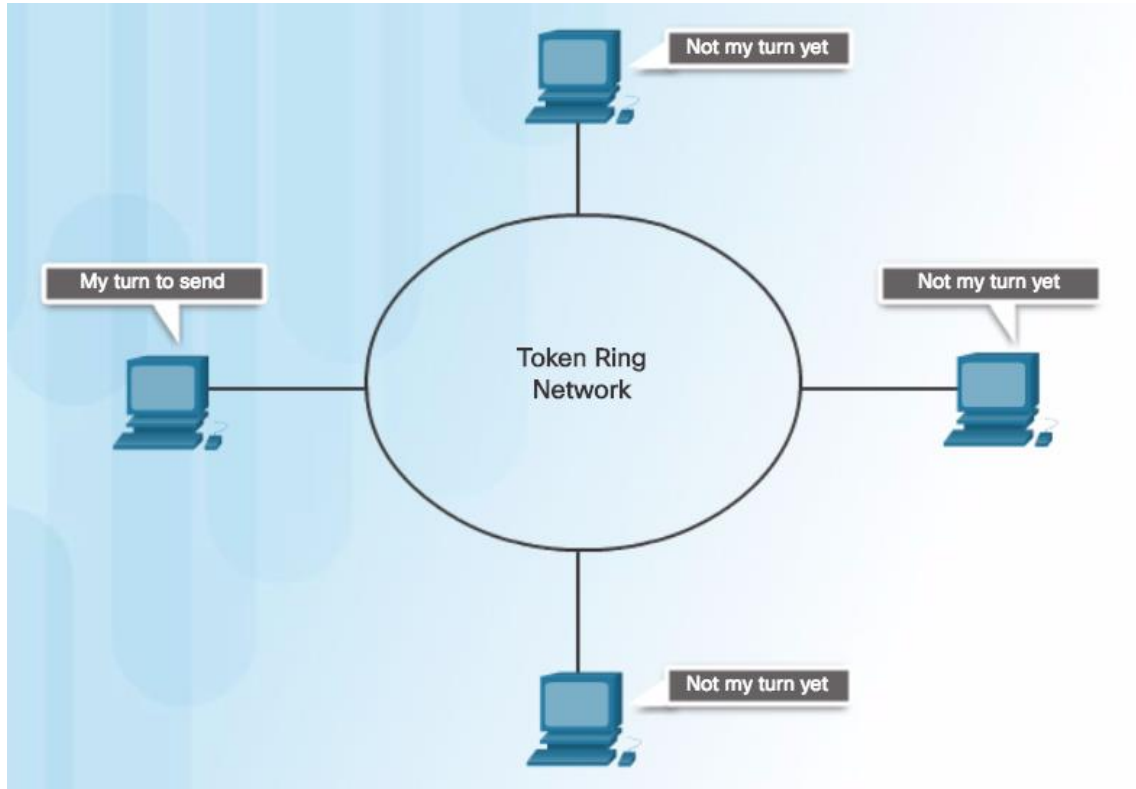 Not my turn yet
My turn to send
Not my turn yet
Token Ring
Network
Not my turn yet